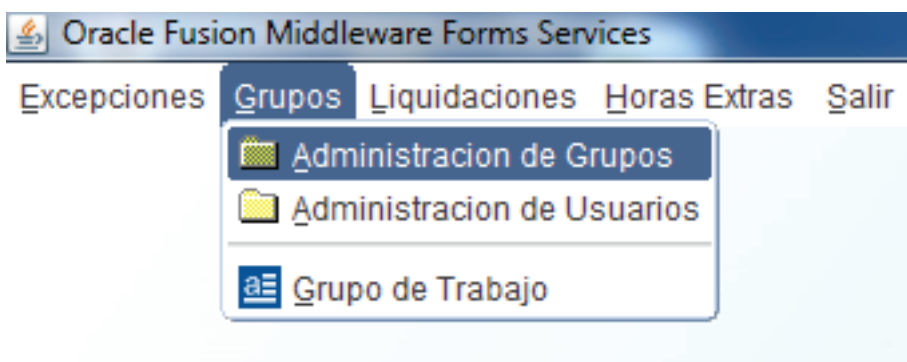 Oracle Fusion Middleware Forms Services
Excepciones Grupos Liquidaciones Horas Extras Salir
Administracion de Grupos
Administracion de Usuarios
Grupo de Trabajo